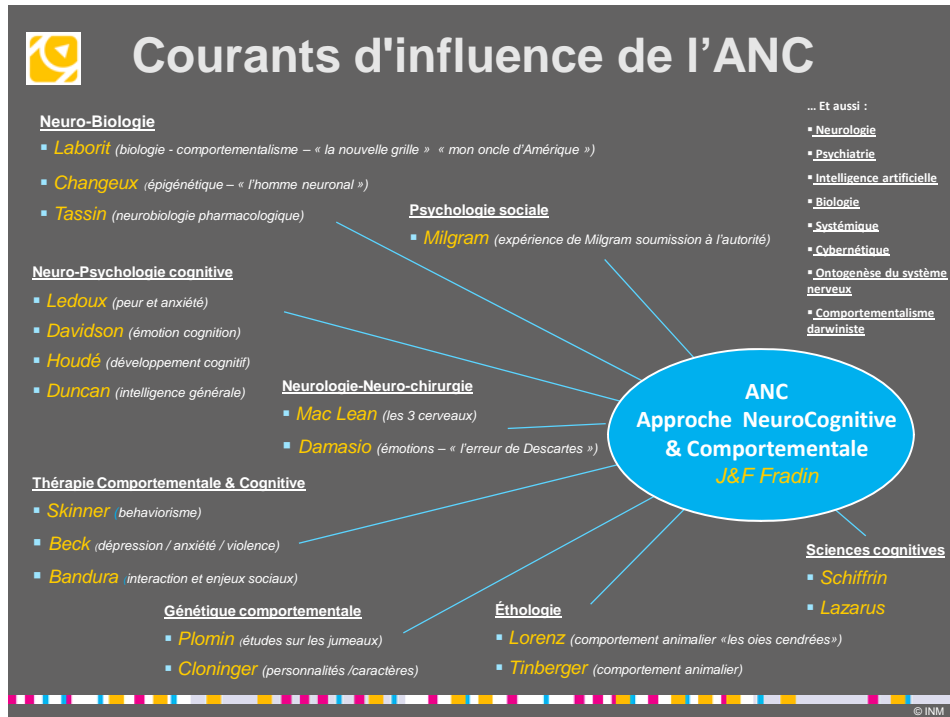 Courants d'influence de l'ANC
Neuro-Biologie
▪ Laborit (biologie - comportementalisme – « la nouvelle grille » « mon oncle d'Amérique »)
▪ Changeux (épigénétique – « l'homme neuronal »)
▪ Tassin (neurobiologie pharmacologique)
Psychologie sociale
▪ Milgram (expérience de Milgram soumission à l'autorité)
… Et aussi :
▪ Neurologie
▪ Psychiatrie
▪ Intelligence artificielle
▪ Biologie
▪ Systémique
▪ Cybernétique
▪ Ontogenèse du système
nerveux
▪ Comportementalisme
darwiniste
Neuro-Psychologie cognitive
▪ Ledoux (peur et anxiété)
▪ Davidson (émotion cognition)
▪ Houdé (développement cognitif)
▪ Duncan (intelligence générale)
Neurologie-Neuro-chirurgie
▪ Mac Lean (les 3 cerveaux)
▪ Damasio (émotions – « l'erreur de Descartes »)
ANC
Approche NeuroCognitive
& Comportementale
J&F Fradin
Thérapie Comportementale & Cognitive
▪ Skinner (behaviorisme)
▪ Beck (dépression / anxiété / violence)
▪ Bandura (interaction et enjeux sociaux)
Sciences cognitives
▪ Schiffrin
▪ Lazarus
Génétique comportementale
▪ Plomin (études sur les jumeaux)
▪ Cloninger (personnalités /caractères)
Éthologie
▪ Lorenz (comportement animalier «les oies cendrées»)
▪ Tinberger (comportement animalier)
© INM